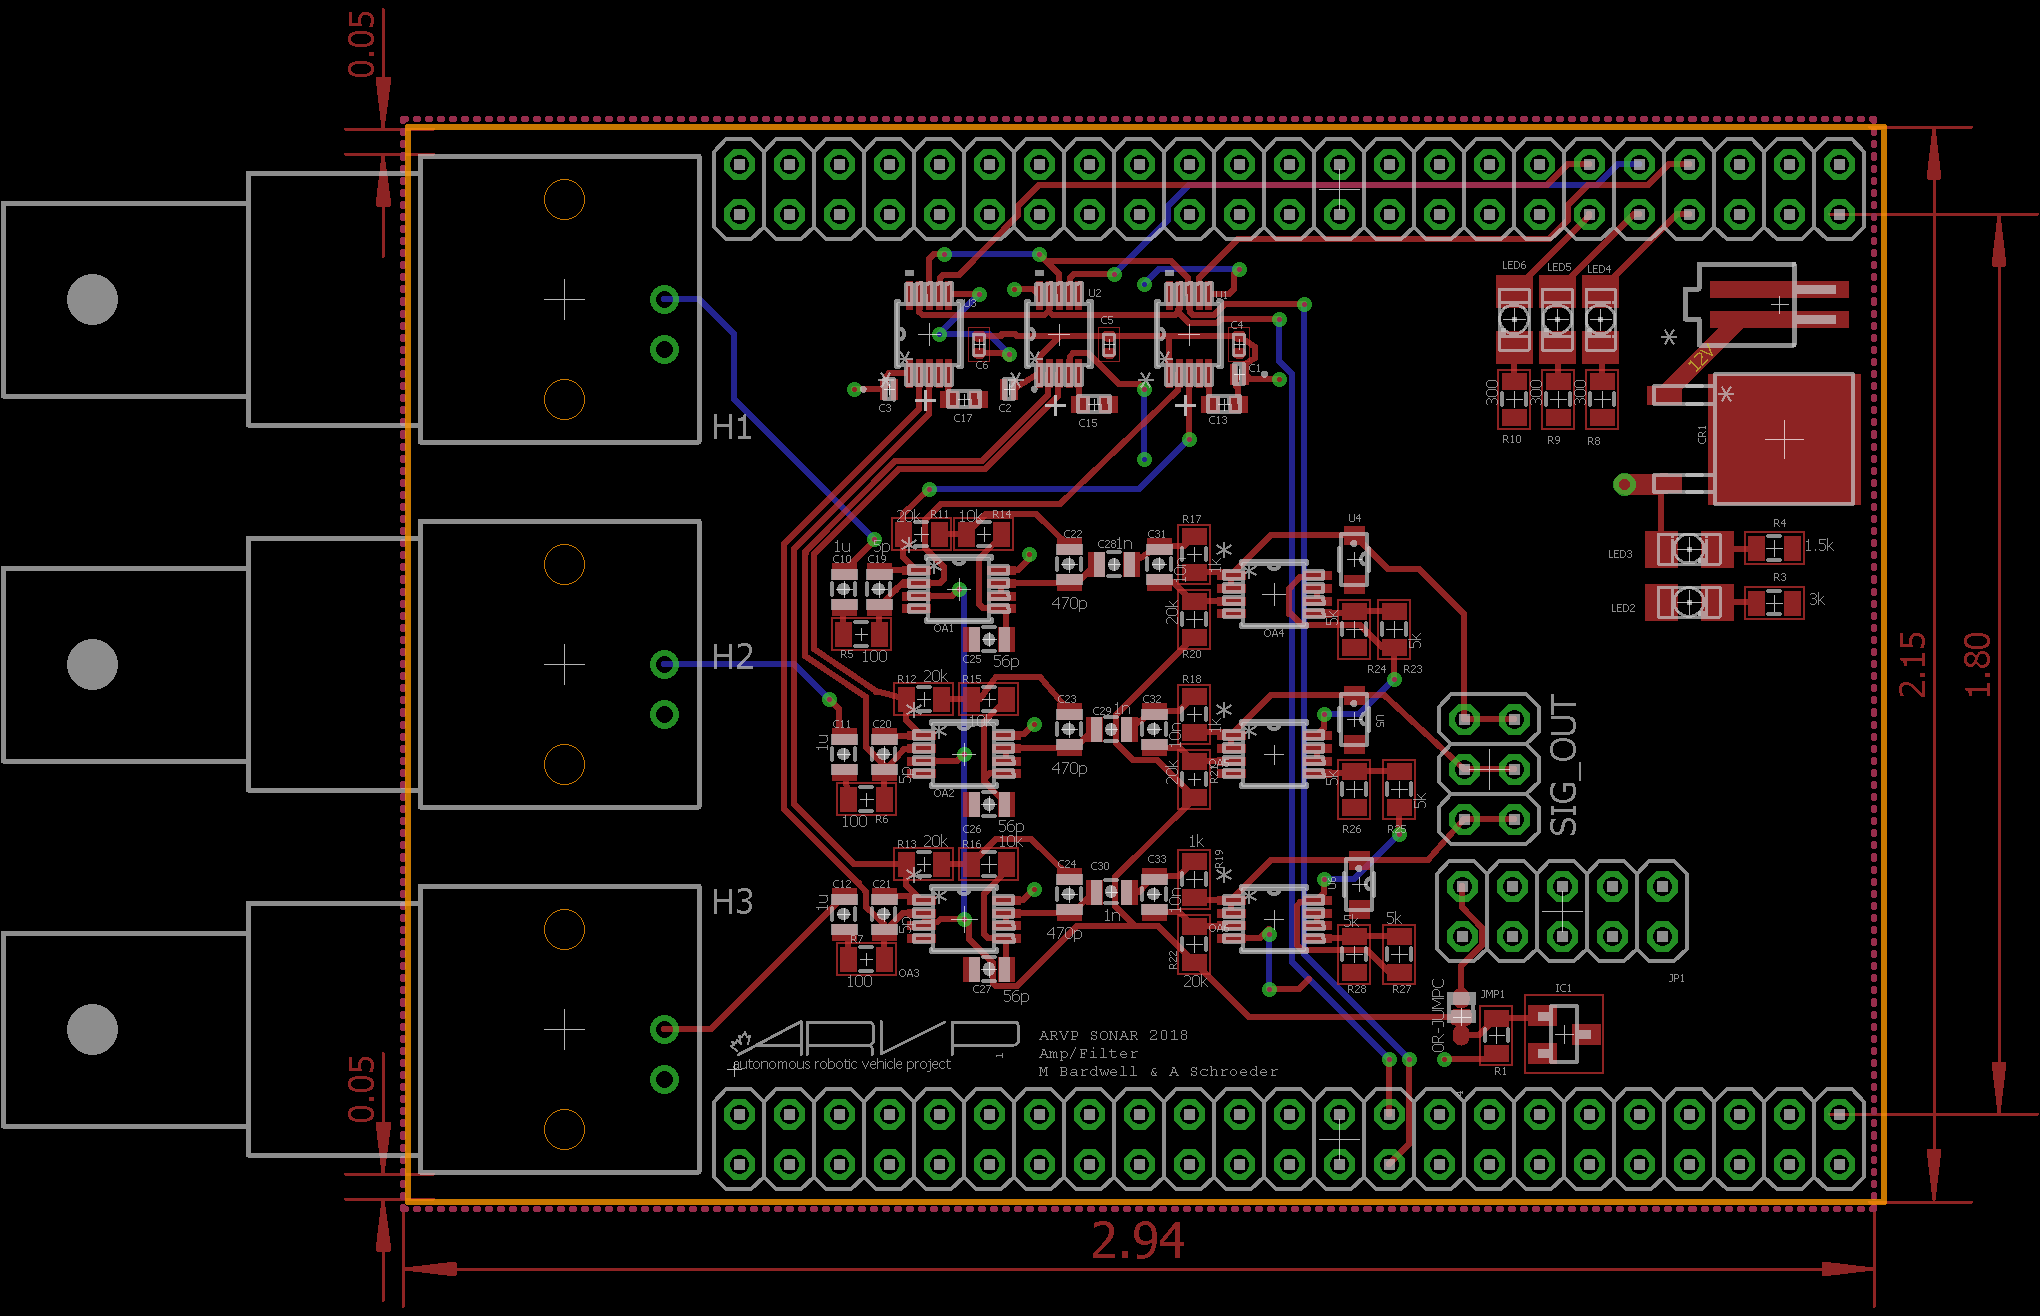 0.05
H1
H2
H3
0.05
2.94
2.15
1.80
U3
U2
U1
C6
C5
C4
C1
C3
C17
C2
C15
C13
LED6
LED5
LED4
300
300
300
R10
R9
R8
12V
CR1
LED3
R4
1.5k
LED2
R3
3k
20k
R11
10k
R14
1u
5p
C10
C19
OA1
R5
100
C25
56p
C22
C28
1n
C31
10n
470p
R17
1k
20k
R20
U4
OA4
5K
5K
R24
R23
R12
20k
R15
10k
C11
C20
1u
5p
OA2
100
R6
C26
56p
C23
C29
1n
C32
10n
470p
R18
1k
20k
R21
U5
5K
5K
R26
R25
SIG_OUT
R13
20k
R16
10k
C12
C21
1u
5p
R7
100
OA3
C27
56p
C24
C30
C33
1n
10n
470p
1k
R19
R22
20k
U6
5k
5k
R28
R27
JP1
OR-JUMPC
JMP1
IC1
R1
ARVP
autonomous robotic vehicle project
1
ARVP SONAR 2018
Amp/Filter
M Bardwell & A Schroeder